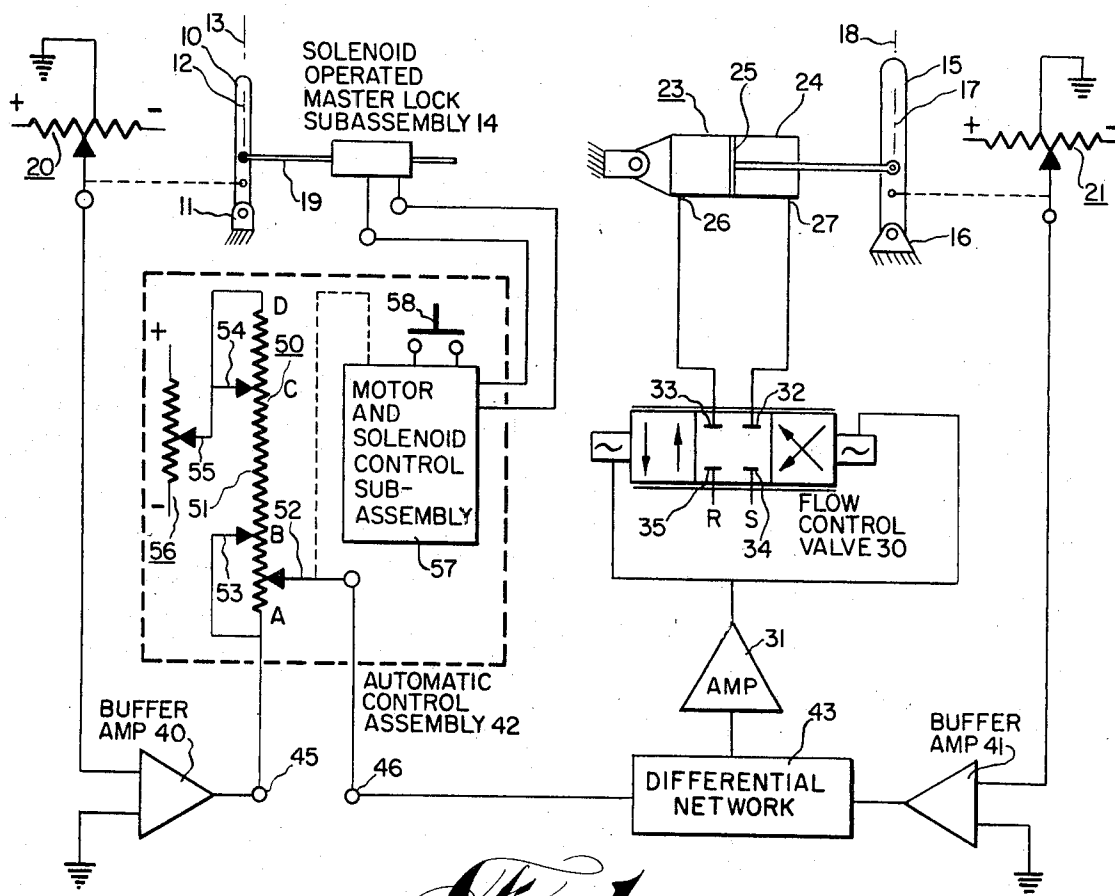 13
10
12
SOLENOID
OPERATED
MASTER LOCK
SUBASSEMBLY 14
+
-
20
11
19
18
15
25
24
23
17
16
26
27
+
-
21
58
D
54
50
C
+
55
-
56
51
52
B
53
A
MOTOR
AND
SOLENOID
CONTROL
SUB-
ASSEMBLY
57
33
32
35
R
S
34
FLOW
CONTROL
VALVE 30
31
AMP
AUTOMATIC
CONTROL
ASSEMBLY 42
BUFFER
AMP 40
45
46
43
DIFFERENTIAL
NETWORK
BUFFER
AMP 41